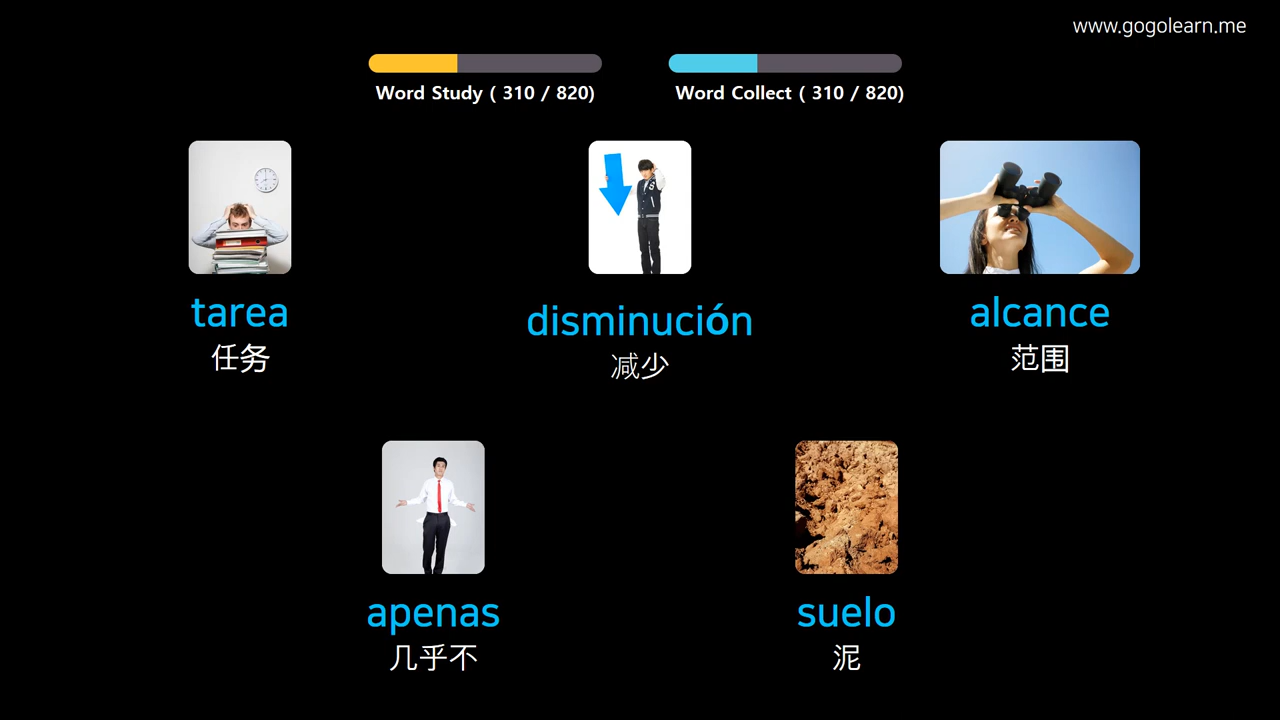 www.gogolearn.me
Word Study ( 310 / 820)
Word Collect ( 310 / 820)
tarea
任务
disminución
减少
alcance
范围
apenas
几乎不
suelo
泥